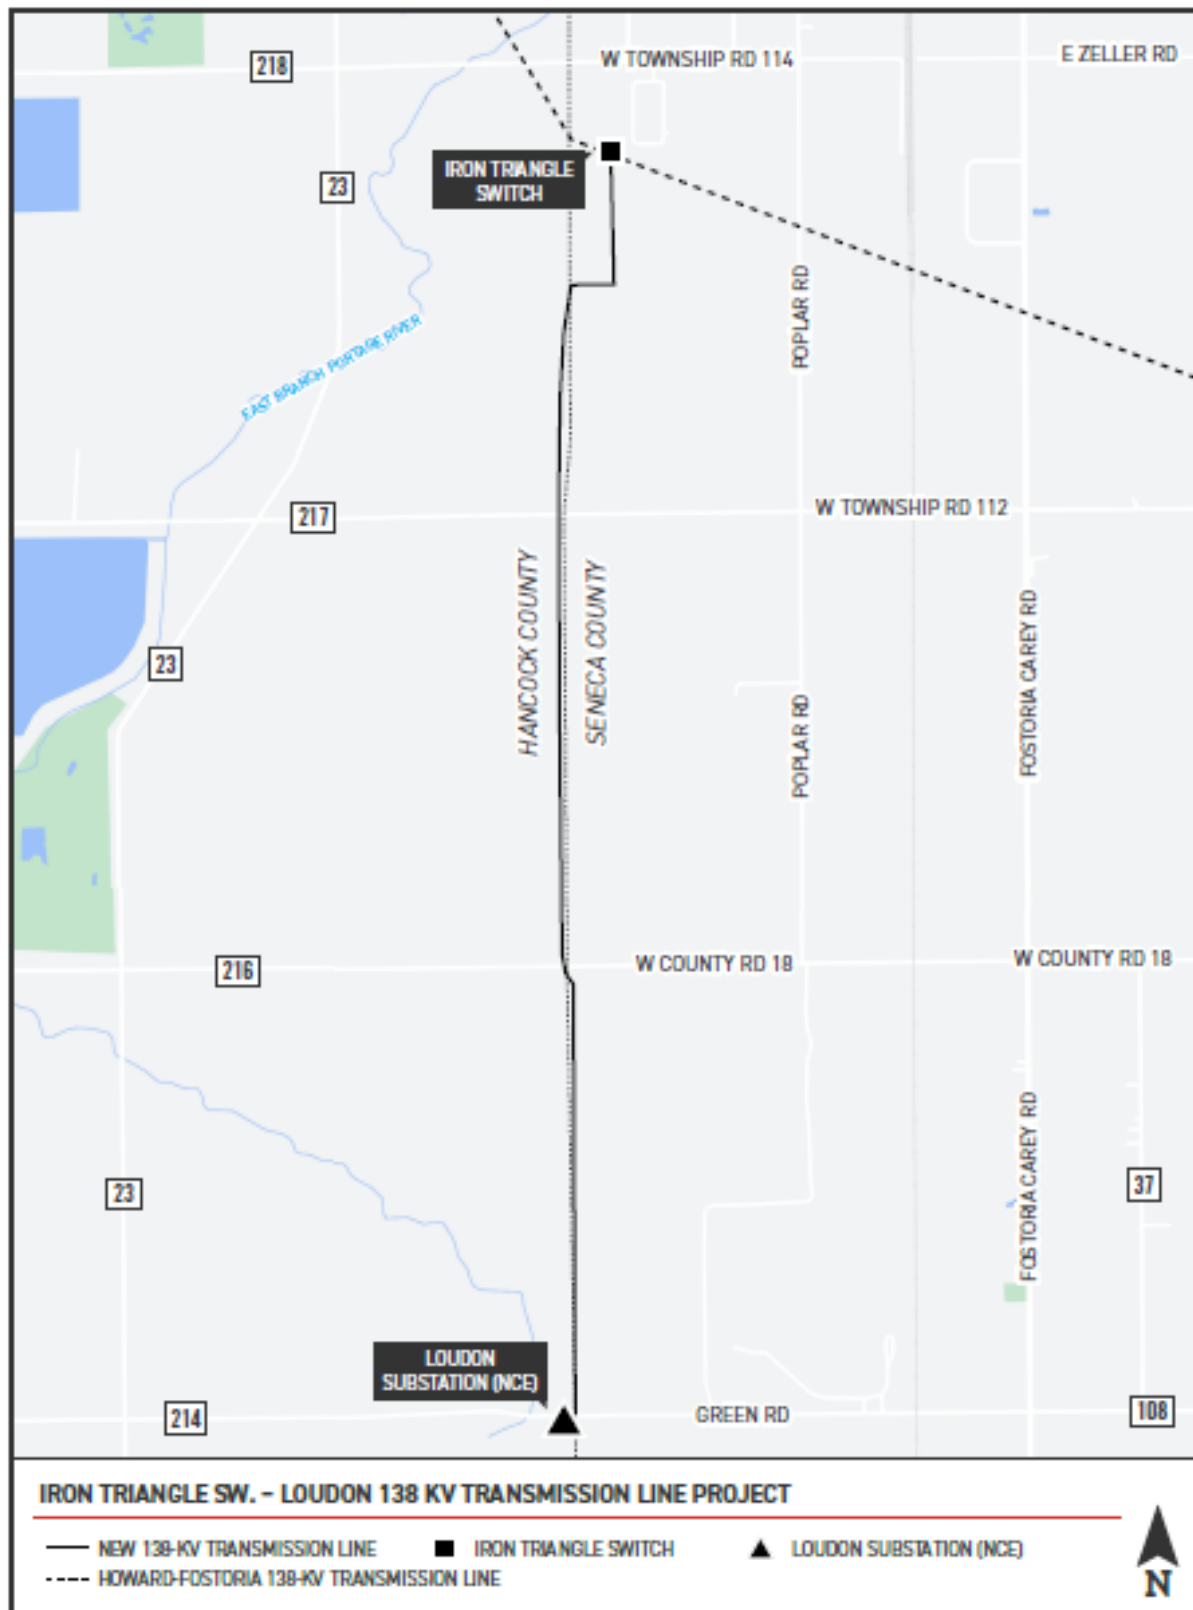 218
W TOWNSHIP RD 114
E ZELLER RD
IRON TRIANGLE
SWITCH
23
POPLAR RD
EAST BRANCH PORTAGE RIVER
217
W TOWNSHIP RD 112
HANCOCK COUNTY
SENECA COUNTY
FOSTORIA CAREY RD
23
POPLAR RD
216
W COUNTY RD 18
W COUNTY RD 18
FOSTORIA CAREY RD
23
37
LOUDON
SUBSTATION (NCE)
214
GREEN RD
108
IRON TRIANGLE SW. – LOUDON 138 KV TRANSMISSION LINE PROJECT
NEW 138-KV TRANSMISSION LINE
IRON TRIANGLE SWITCH
LOUDON SUBSTATION (NCE)
HOWARD-FOSTORIA 138-KV TRANSMISSION LINE
N